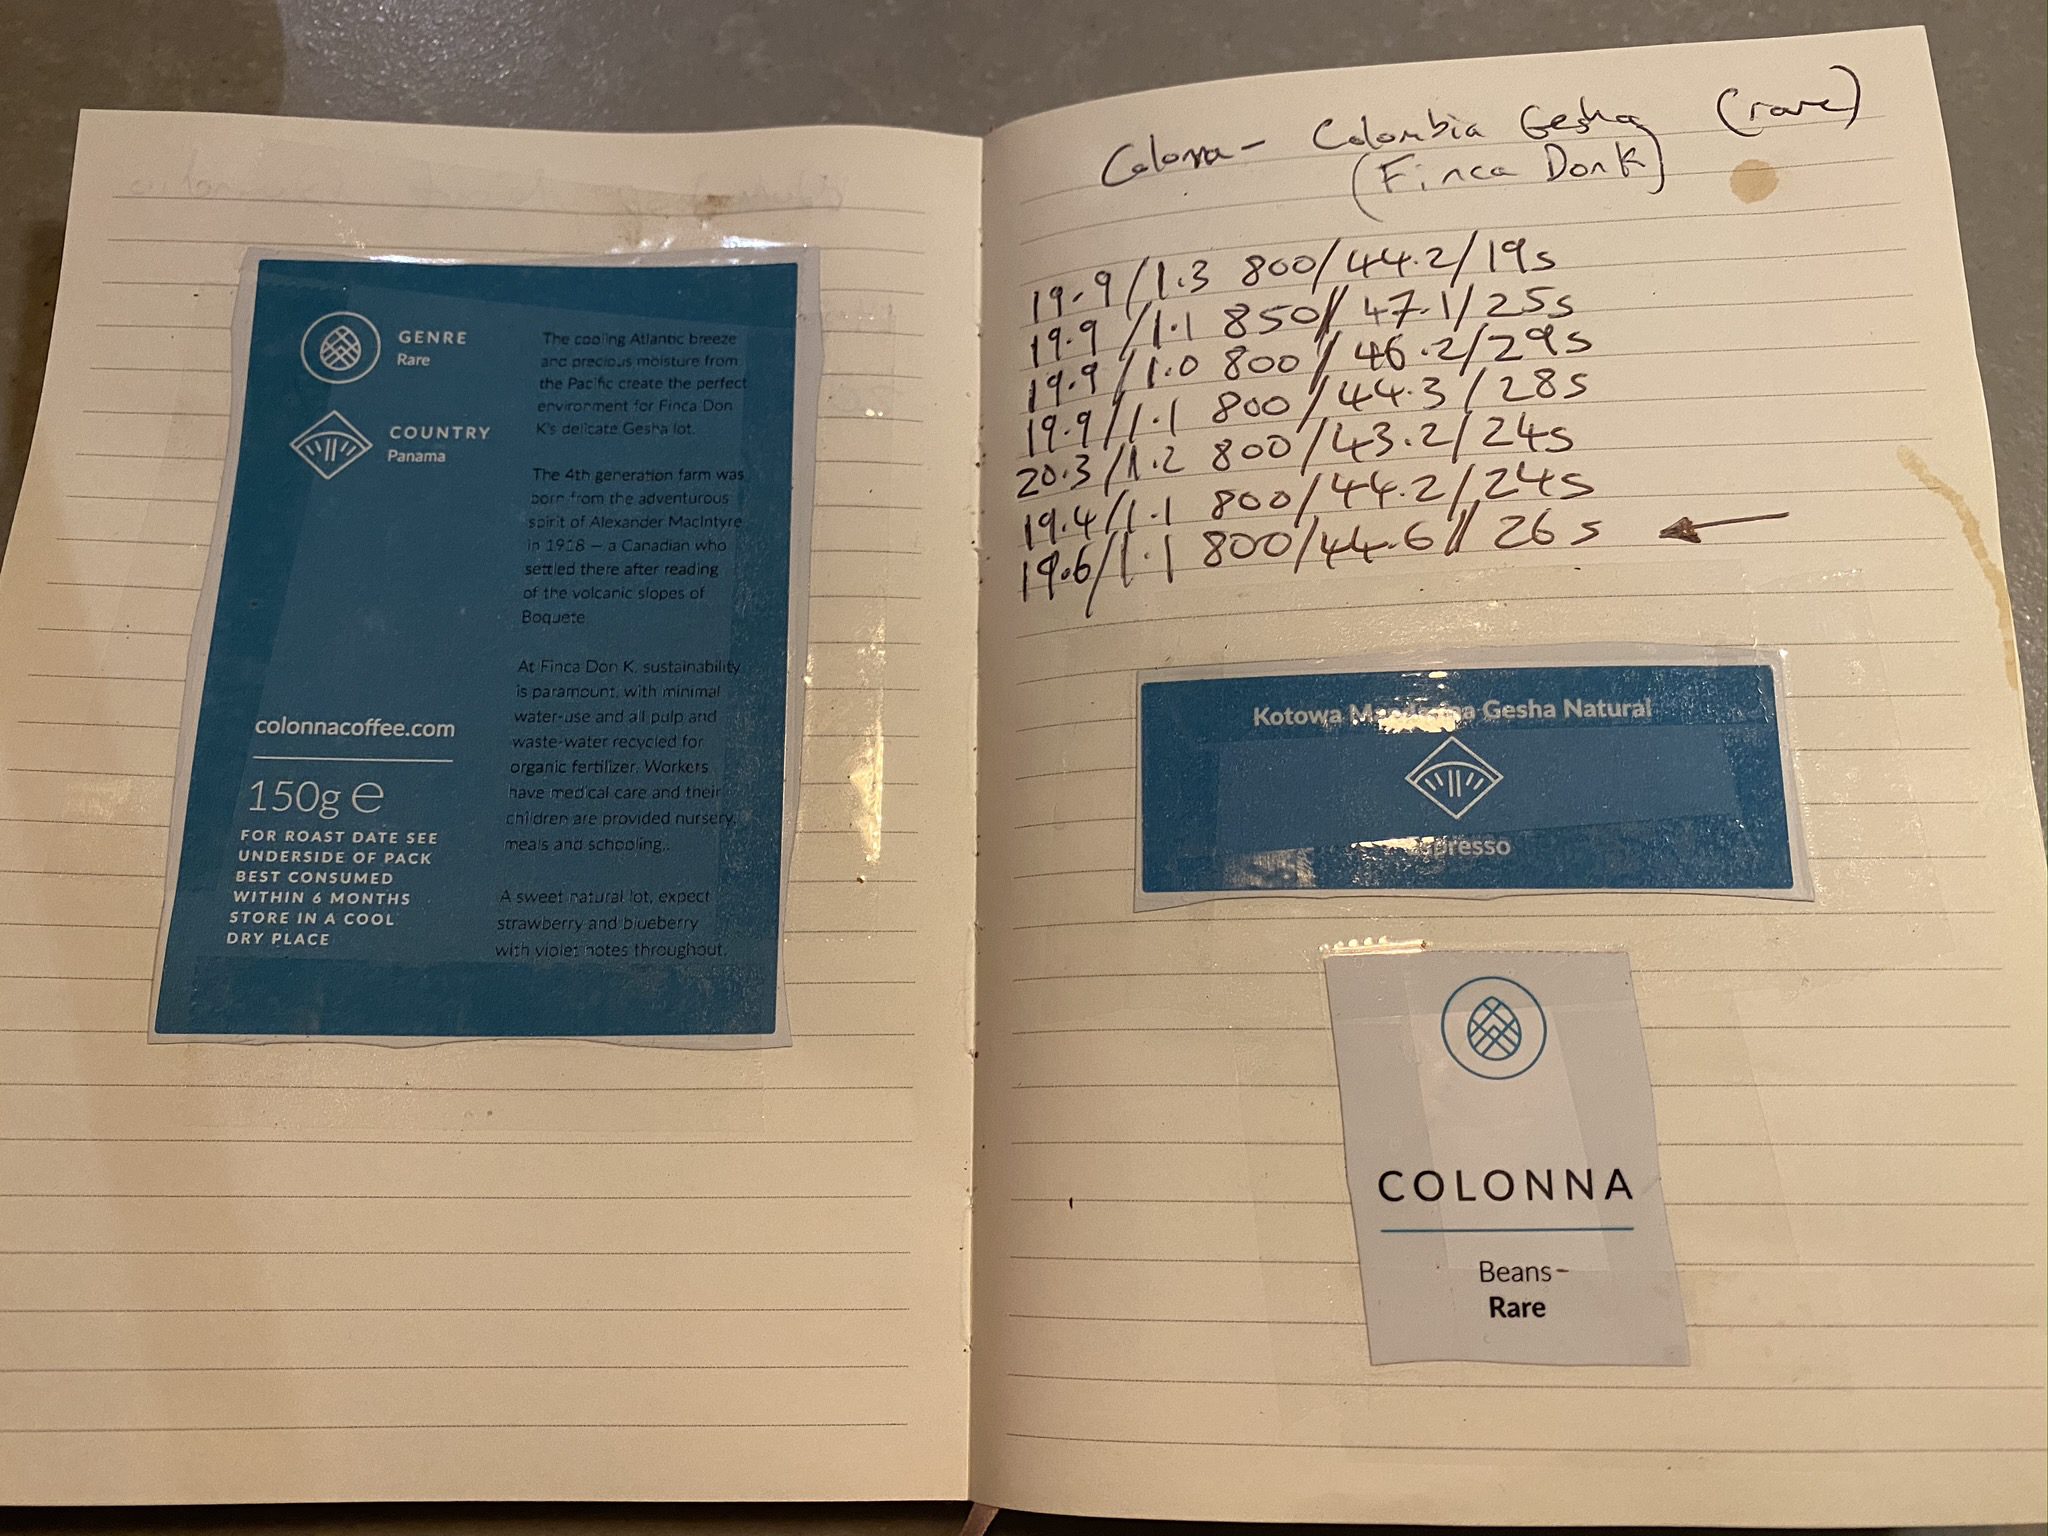 GENRE
Rare
COUNTRY
Panama
The cooling Atlantic breeze
and precious moisture from
the Pacific create the perfect
environment for Finca Don
K's delicate Gesha lot.
The 4th generation farm was
born from the adventurous
spirit of Alexander MacIntyre
in 1918 – a Canadian who
settled there after reading
of the volcanic slopes of
Boquete
At Finca Don K, sustainability
is paramount, with minimal
water-use and all pulp and
waste-water recycled for
organic fertilizer. Workers
have medical care and their
children are provided nursery,
meals and schooling..
A sweet natural lot, expect
strawberry and blueberry
with violet notes throughout.
colonnacoffee.com
150g e
FOR ROAST DATE SEE
UNDERSIDE OF PACK
BEST CONSUMED
WITHIN 6 MONTHS
STORE IN A COOL
DRY PLACE
Colonna - Colombia Gesha (rare)
(Finca Don K)
19.9/1.3 800/44.2/19s
19.9/1.1 850/47.1/25s
19.9/1.0 800/46.2/29s
19.9/1.1 800/44.3/28s
20.3/1.2 800/43.2/24s
19.4/1.1 800/44.2/24s
19.6/1.1 800/44.6/26s
Kotowa Gesha Natural
COLONNA
Beans-
Rare